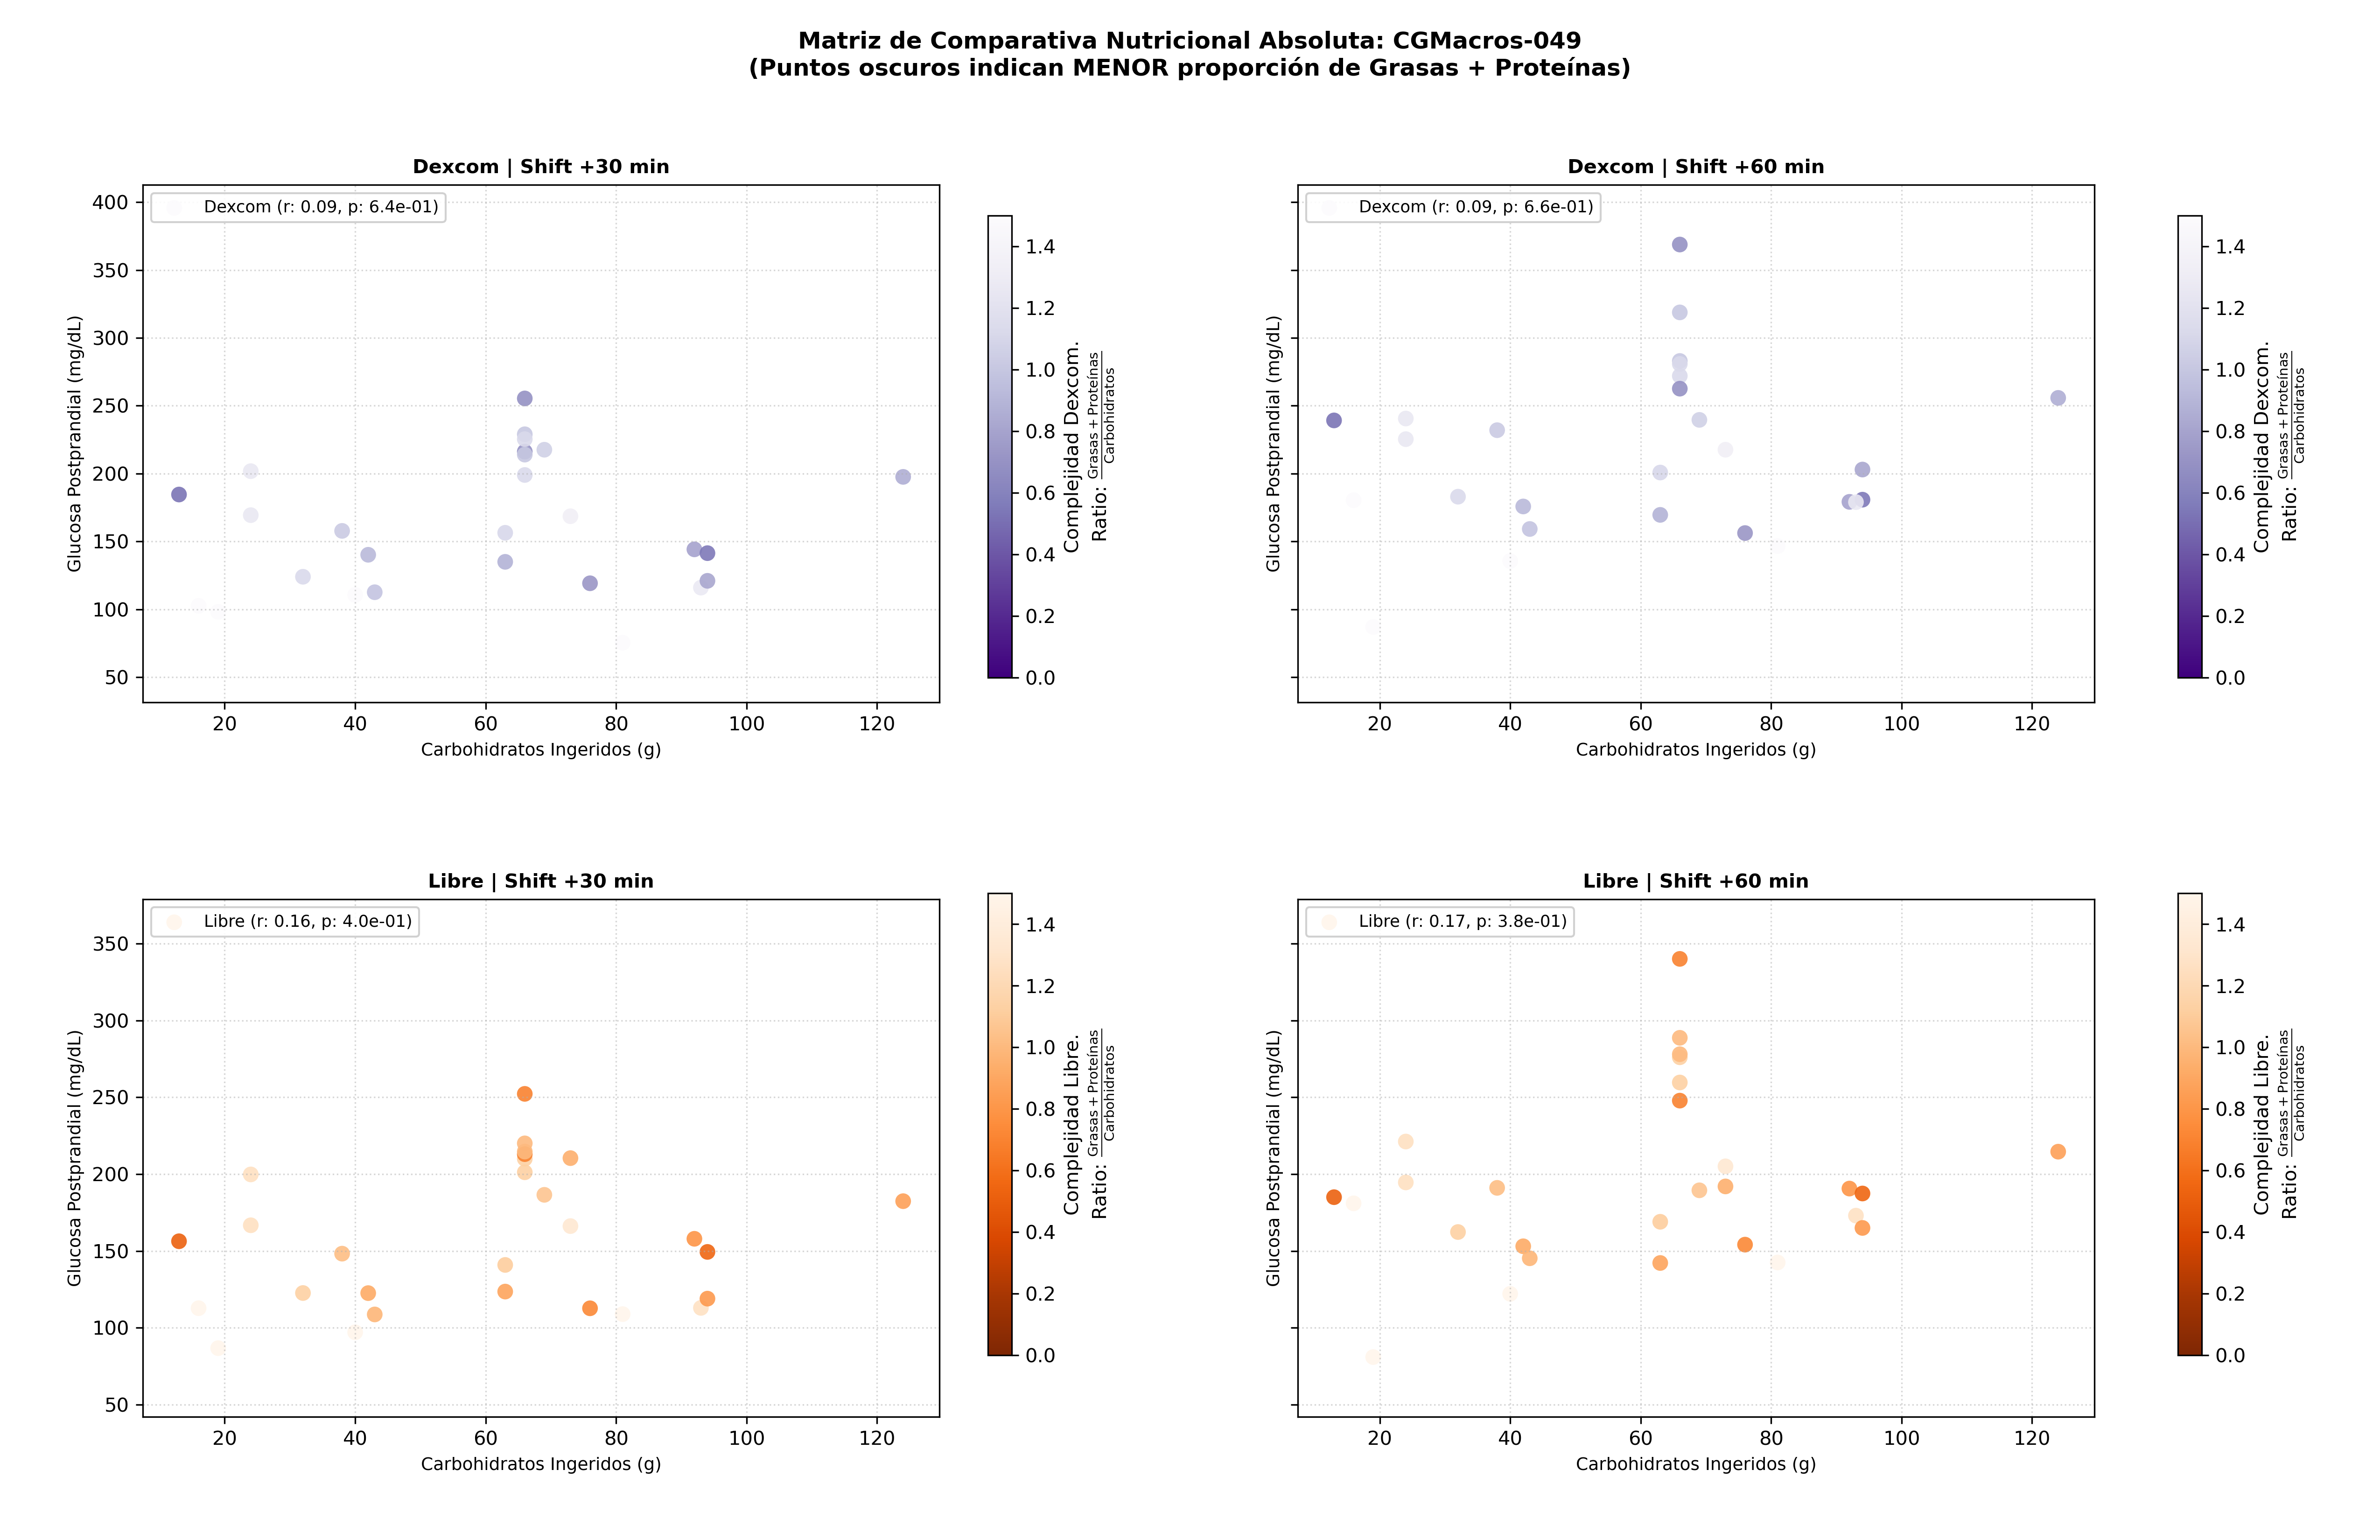 Matriz de Comparativa Nutricional Absoluta: CGMacros-049
(Puntos oscuros indican MENOR proporción de Grasas + Proteínas)
Dexcom | Shift +30 min
Dexcom (r: 0.09, p: 6.4e-01)
400
350
300
250
200
150
100
50
Glucosa Postprandial (mg/dL)
20 40 60 80 100 120
Carbohidratos Ingeridos (g)
1.4
1.2
1.0
0.8
0.6
0.4
0.2
0.0
Complejidad Dexcom.
Ratio: Grasas + Proteínas
Carbohidratos
Dexcom | Shift +60 min
Dexcom (r: 0.09, p: 6.6e-01)
Glucosa Postprandial (mg/dL)
20 40 60 80 100 120
Carbohidratos Ingeridos (g)
1.4
1.2
1.0
0.8
0.6
0.4
0.2
0.0
Complejidad Dexcom.
Ratio: Grasas + Proteínas
Carbohidratos
Libre | Shift +30 min
Libre (r: 0.16, p: 4.0e-01)
350
300
250
200
150
100
50
Glucosa Postprandial (mg/dL)
20 40 60 80 100 120
Carbohidratos Ingeridos (g)
1.4
1.2
1.0
0.8
0.6
0.4
0.2
0.0
Complejidad Libre.
Ratio: Grasas + Proteínas
Carbohidratos
Libre | Shift +60 min
Libre (r: 0.17, p: 3.8e-01)
Glucosa Postprandial (mg/dL)
20 40 60 80 100 120
Carbohidratos Ingeridos (g)
1.4
1.2
1.0
0.8
0.6
0.4
0.2
0.0
Complejidad Libre.
Ratio: Grasas + Proteínas
Carbohidratos